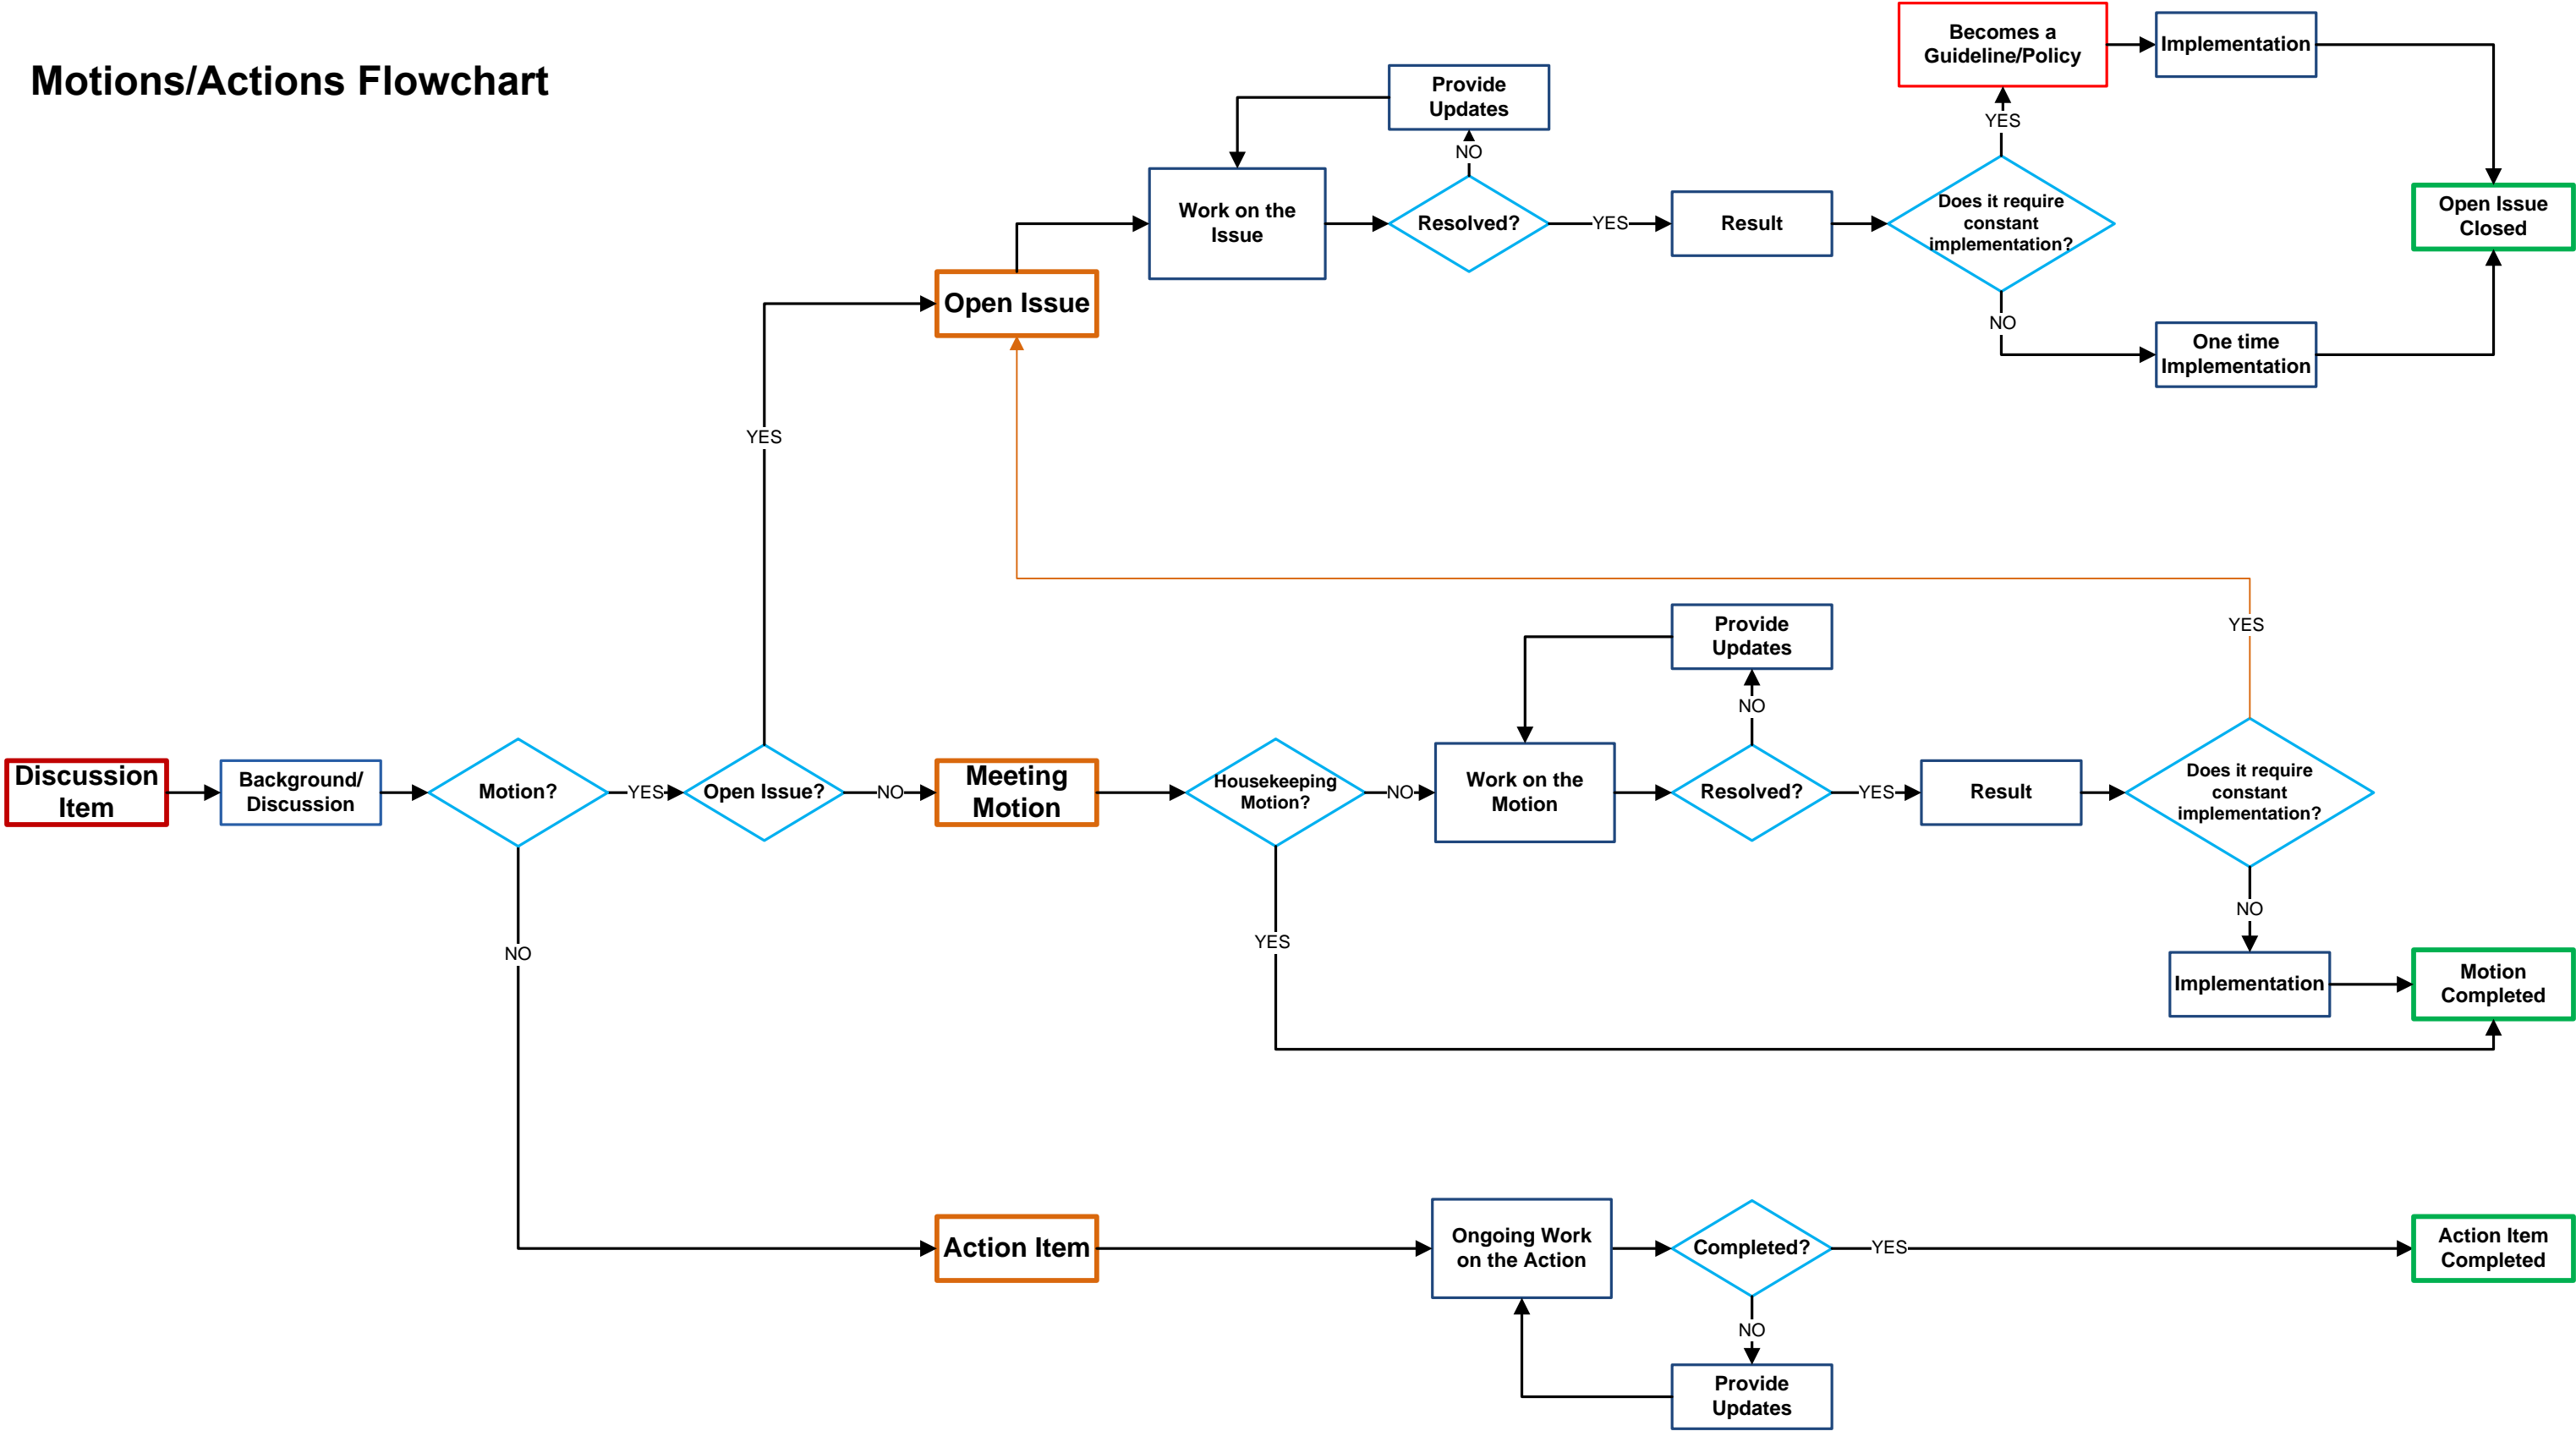 Motions/Actions Flowchart
Becomes a
Guideline/Policy
Implementation
Provide
Updates
YES
NO
Work on the
Issue
Resolved?
YES
Result
Does it require
constant
implementation?
Open Issue
Closed
Open Issue
NO
One time
Implementation
YES
Provide
Updates
YES
NO
Discussion
Item
Background/
Discussion
Motion?
YES
Open Issue?
NO
Meeting
Motion
Housekeeping
Motion?
NO
Work on the
Motion
Resolved?
YES
Result
Does it require
constant
implementation?
NO
YES
NO
Implementation
Motion
Completed
Action Item
Ongoing Work
on the Action
Completed?
YES
Action Item
Completed
NO
Provide
Updates